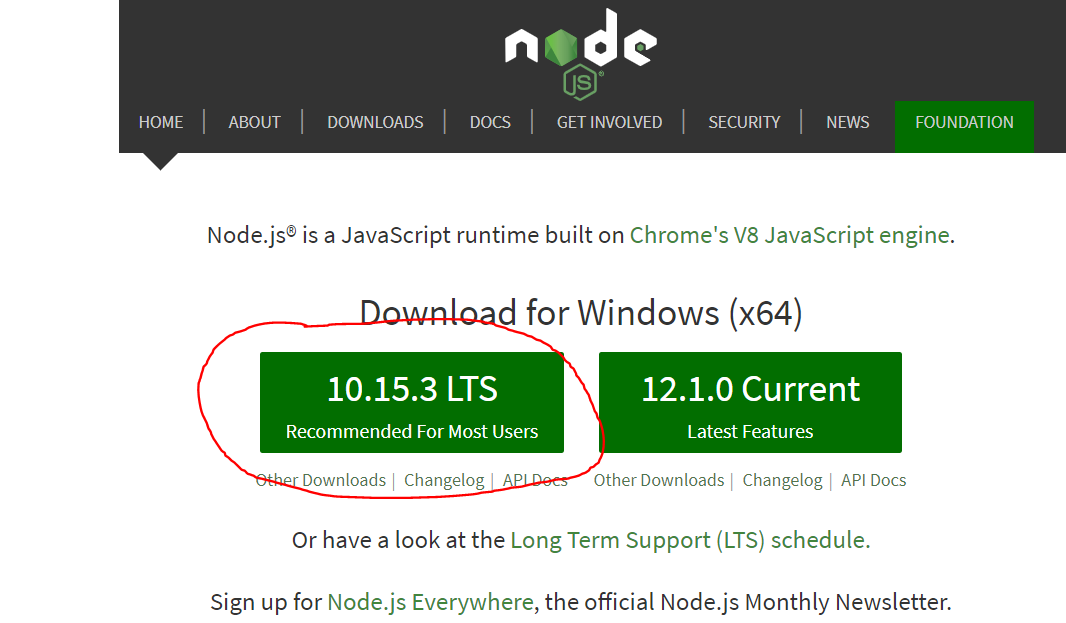 node
JS®
HOME | ABOUT | DOWNLOADS | DOCS | GET INVOLVED | SECURITY | NEWS FOUNDATION
Node.js® is a JavaScript runtime built on Chrome's V8 JavaScript engine.
Download for Windows (x64)
10.15.3 LTS
Recommended For Most Users
12.1.0 Current
Latest Features
Other Downloads | Changelog | API Docs
Other Downloads | Changelog | API Docs
Or have a look at the Long Term Support (LTS) schedule.
Sign up for Node.js Everywhere, the official Node.js Monthly Newsletter.